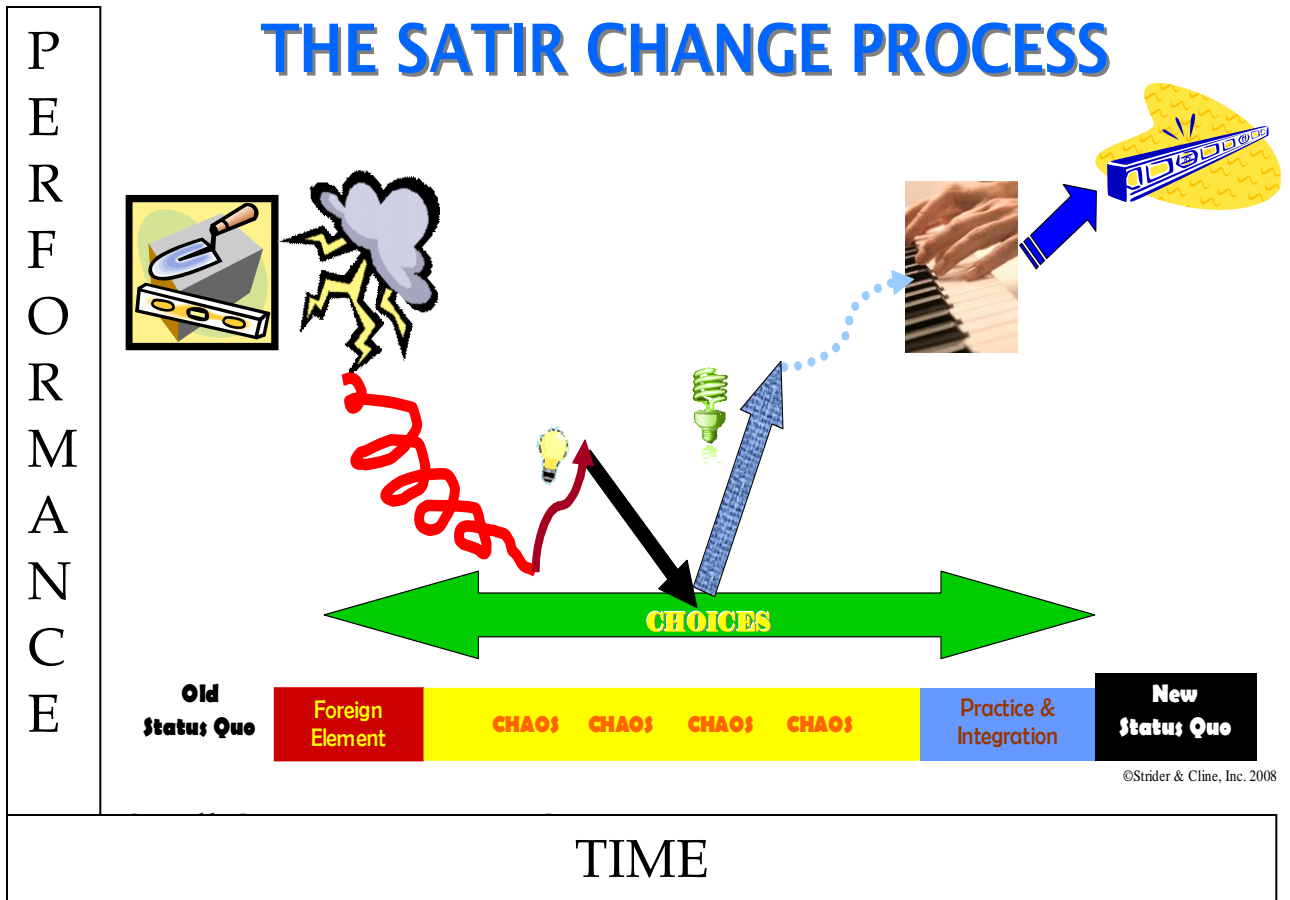 THE SATIR CHANGE PROCESS
PERFORMANCE
CHOICES
Old
Status Quo
Foreign
Element
CHAOS CHAOS CHAOS CHAOS
Practice &
Integration
New
Status Quo
©Strider & Cline, Inc. 2008
TIME